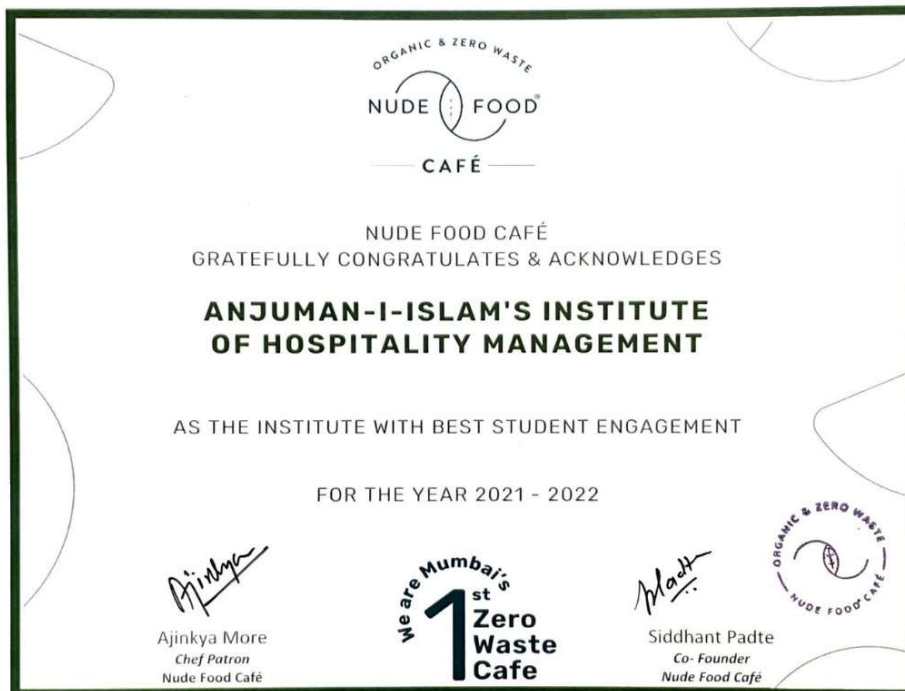 ORGANIC & ZERO WASTE
NUDE FOOD®
CAFÉ
NUDE FOOD CAFÉ
GRATEFULLY CONGRATULATES & ACKNOWLEDGES
ANJUMAN-I-ISLAM'S INSTITUTE
OF HOSPITALITY MANAGEMENT
AS THE INSTITUTE WITH BEST STUDENT ENGAGEMENT
FOR THE YEAR 2021 - 2022
Ajinkya
Ajinkya More
Chef Patron
Nude Food Café
We are Mumbai's
1st
Zero
Waste
Cafe
Siddhant Padte
Co- Founder
Nude Food Café
ORGANIC & ZERO WASTE
NUDE FOOD® CAFÉ